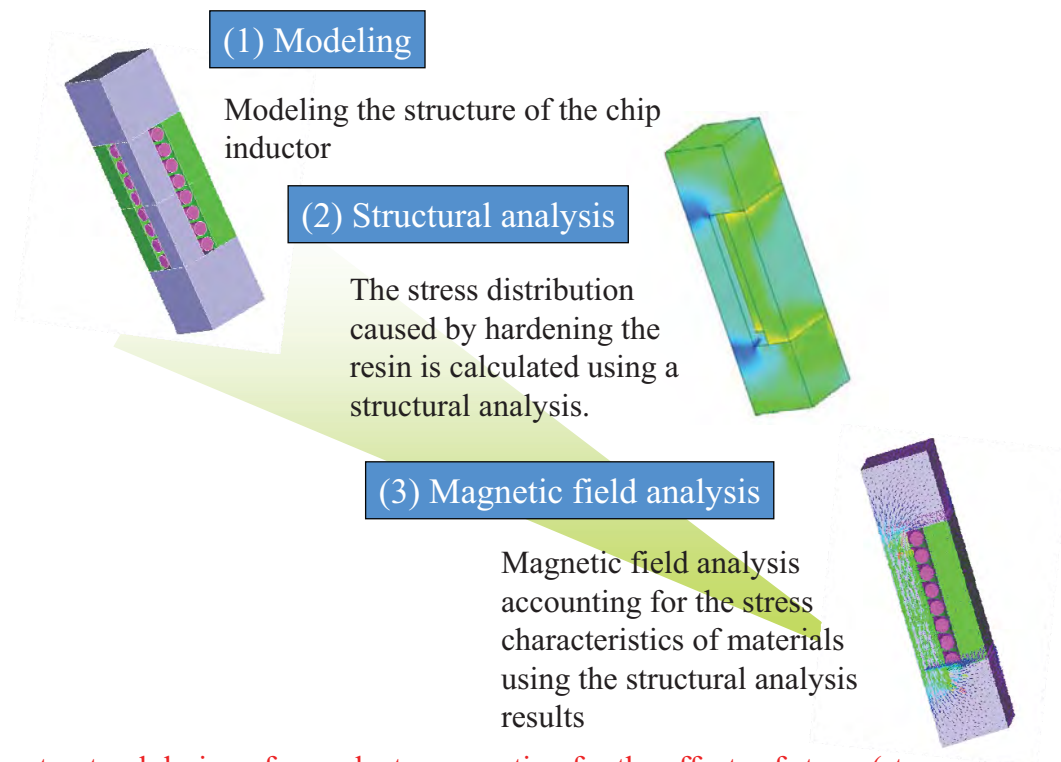 (1) Modeling
Modeling the structure of the chip
inductor
(2) Structural analysis
The stress distribution
caused by hardening the
resin is calculated using a
structural analysis.
(3) Magnetic field analysis
Magnetic field analysis
accounting for the stress
characteristics of materials
using the structural analysis
results